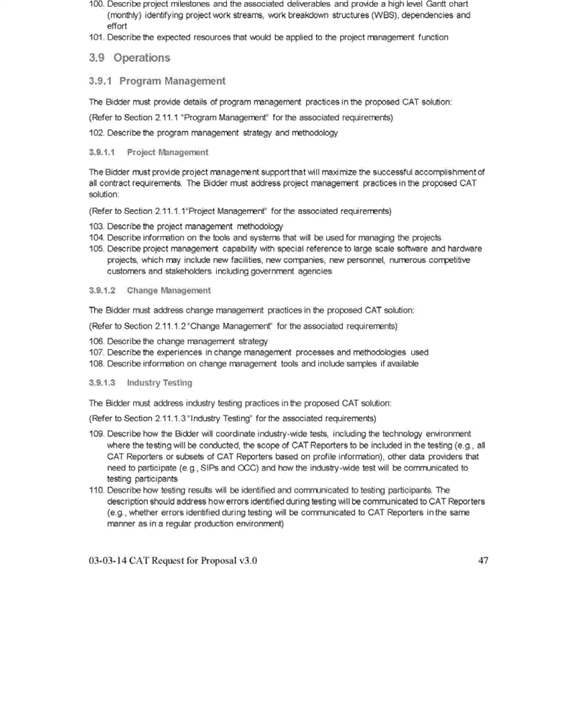 100. Describe project milestones and the associated deliverables and provide a high level Gantt chart
(monthly) identifying project work streams, work breakdown structures (WBS), dependencies and
effort
101. Describe the expected resources that would be applied to the project management function
3.9 Operations
3.9.1 Program Management
The Bidder must provide details of program management practices in the proposed CAT solution:
(Refer to Section 2.11.1 "Program Management" for the associated requirements)
102. Describe the program management strategy and methodology
3.9.1.1 Project Management
The Bidder must provide project management support that will maximize the successful accomplishment of
all contract requirements. The Bidder must address project management practices in the proposed CAT
solution:
(Refer to Section 2.11.1.1"Project Management" for the associated requirements)
103. Describe the project management methodology
104. Describe information on the tools and systems that will be used for managing the projects
105. Describe project management capability with special reference to large scale software and hardware
projects, which may include new facilities, new companies, new personnel, numerous competitive
customers and stakeholders including government agencies
3.9.1.2 Change Management
The Bidder must address change management practices in the proposed CAT solution:
(Refer to Section 2.11.1.2 "Change Management" for the associated requirements)
106. Describe the change management strategy
107. Describe the experiences in change management processes and methodologies used
108. Describe information on change management tools and include samples if available
3.9.1.3 Industry Testing
The Bidder must address industry testing practices in the proposed CAT solution:
(Refer to Section 2.11.1.3 "Industry Testing" for the associated requirements)
109. Describe how the Bidder will coordinate industry-wide tests, including the technology environment
where the testing will be conducted, the scope of CAT Reporters to be included in the testing (e.g., all
CAT Reporters or subsets of CAT Reporters based on profile information), other data providers that
need to participate (e.g., SIPs and OCC) and how the industry-wide test will be communicated to
testing participants
110. Describe how testing results will be identified and communicated to testing participants. The
description should address how errors identified during testing will be communicated to CAT Reporters
(e.g., whether errors identified during testing will be communicated to CAT Reporters in the same
manner as in a regular production environment)
03-03-14 CAT Request for Proposal v3.0 47